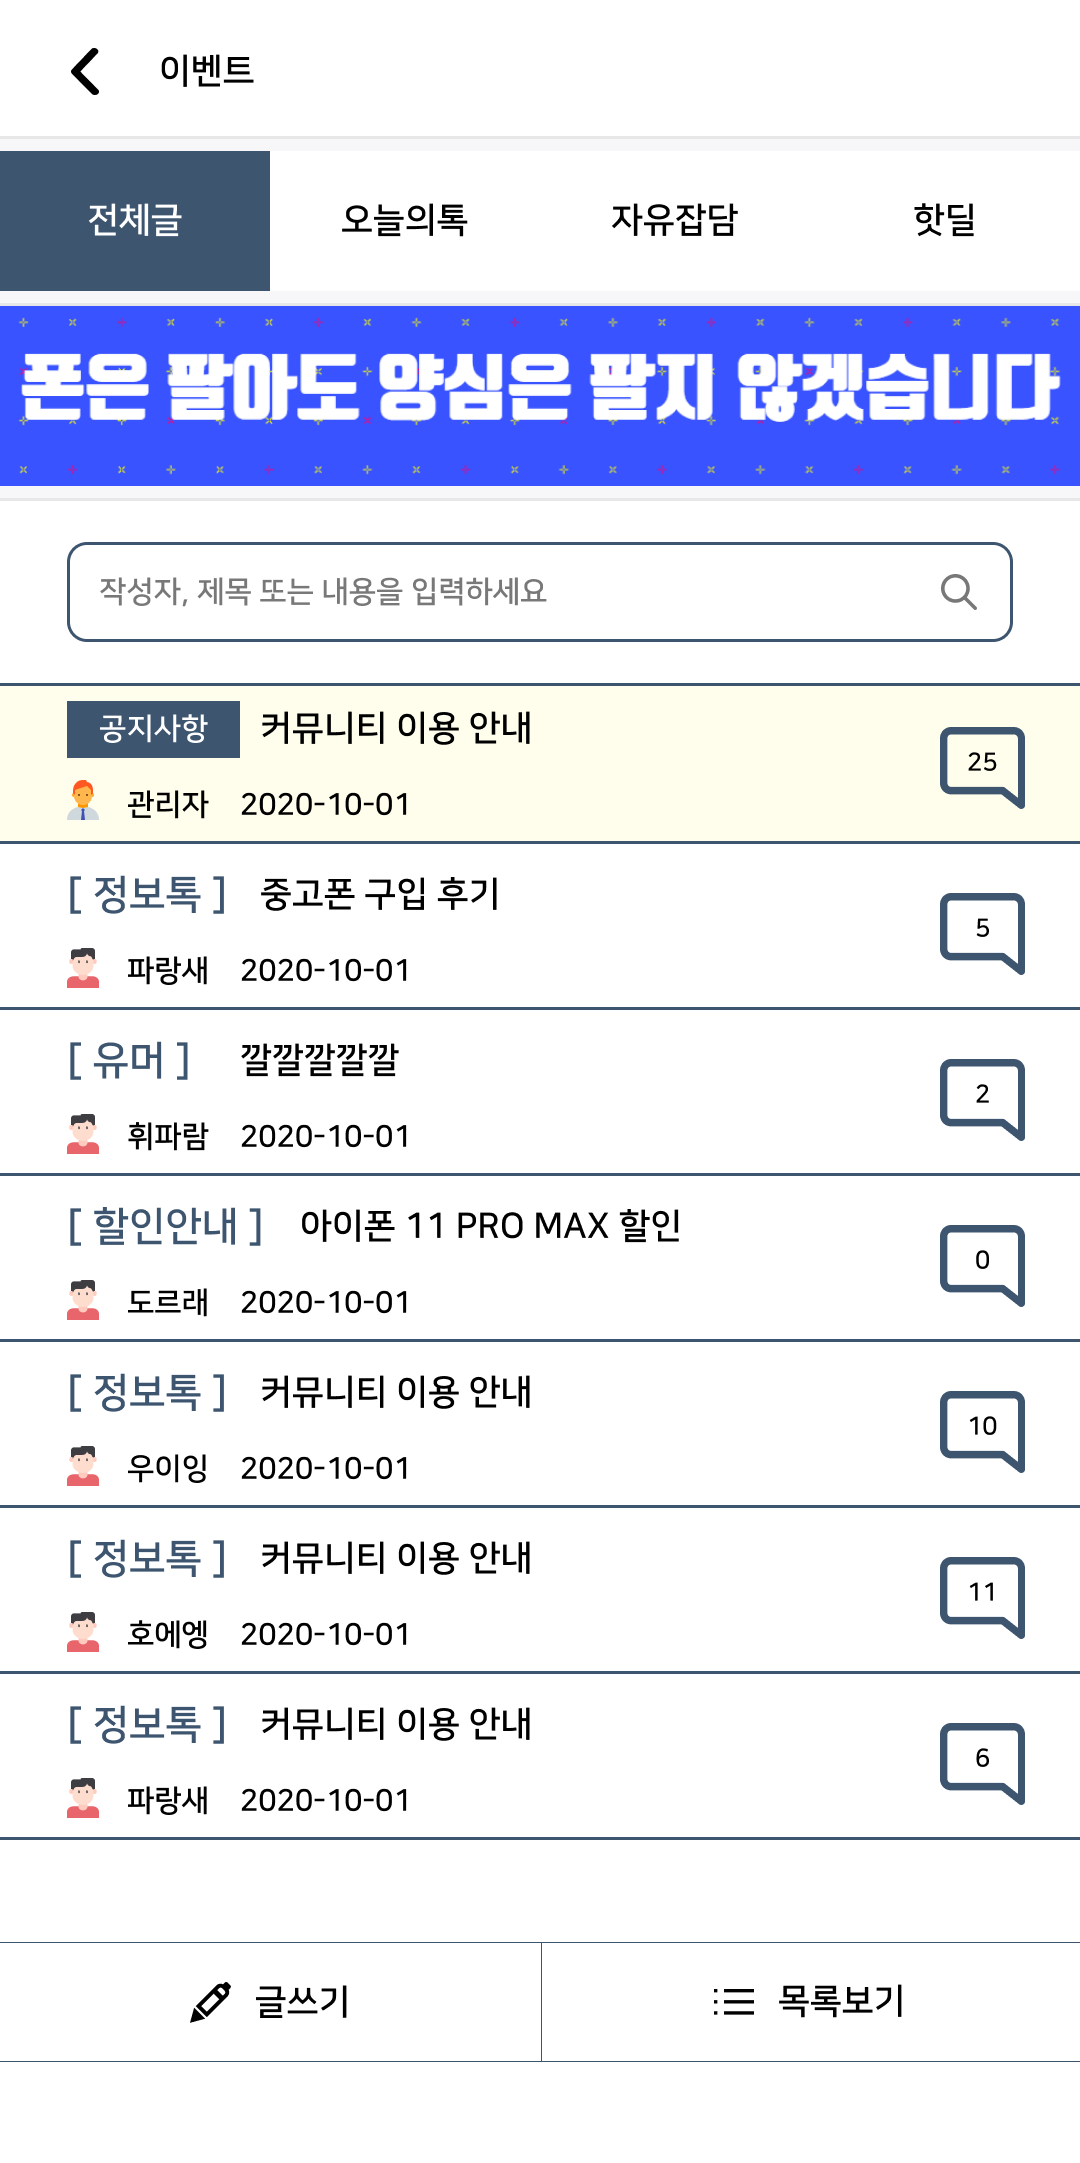 이벤트
전체글 오늘의톡 자유잡담 핫딜
폰은 팔아도 양심은 팔지 않겠습니다
작성자, 제목 또는 내용을 입력하세요
공지사항 커뮤니티 이용 안내
25
관리자 2020-10-01
[ 정보톡 ] 중고폰 구입 후기
5
파랑새 2020-10-01
[ 유머 ] 깔깔깔깔깔
2
휘파람 2020-10-01
[ 할인안내 ] 아이폰 11 PRO MAX 할인
0
도르래 2020-10-01
[ 정보톡 ] 커뮤니티 이용 안내
10
우이잉 2020-10-01
[ 정보톡 ] 커뮤니티 이용 안내
11
호에엥 2020-10-01
[ 정보톡 ] 커뮤니티 이용 안내
6
파랑새 2020-10-01
글쓰기 목록보기